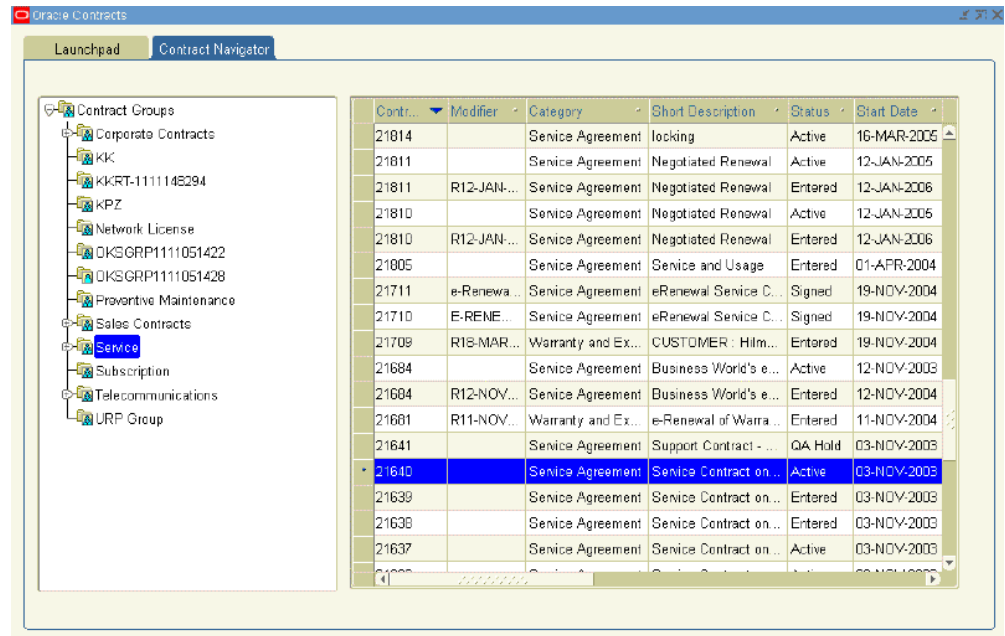 Oracle Contracts
Launchpad Contract Navigator
Contract Groups
Corporate Contracts
KK
KKRT-1111148294
KPZ
Network License
OKSGRP1111051422
OKSGRP1111051428
Preventive Maintenance
Sales Contracts
Service
Subscription
Telecommunications
URP Group
Contr... Modifier Category Short Description Status Start Date
21814 Service Agreement locking Active 16-MAR-2005
21811 Service Agreement Negotiated Renewal Active 12-JAN-2005
21811 R12-JAN-... Service Agreement Negotiated Renewal Entered 12-JAN-2006
21810 Service Agreement Negotiated Renewal Active 12-JAN-2005
21810 R12-JAN-... Service Agreement Negotiated Renewal Entered 12-JAN-2006
21805 Service Agreement Service and Usage Entered 01-APR-2004
21711 e-Renewa... Service Agreement eRenewal Service C... Signed 19-NOV-2004
21710 E-RENE... Service Agreement eRenewal Service C... Signed 19-NOV-2004
21709 R18-MAR... Warranty and Ex... CUSTOMER : Hilm... Entered 19-NOV-2004
21684 Service Agreement Business World's e... Active 12-NOV-2003
21684 R12-NOV... Service Agreement Business World's e... Entered 12-NOV-2004
21681 R11-NOV... Warranty and Ex... e-Renewal of Warra... Entered 11-NOV-2004
21641 Service Agreement Support Contract - ... QA Hold 03-NOV-2003
21640 Service Agreement Service Contract on... Active 03-NOV-2003
21639 Service Agreement Service Contract on... Entered 03-NOV-2003
21638 Service Agreement Service Contract on... Entered 03-NOV-2003
21637 Service Agreement Service Contract on... Active 03-NOV-2003